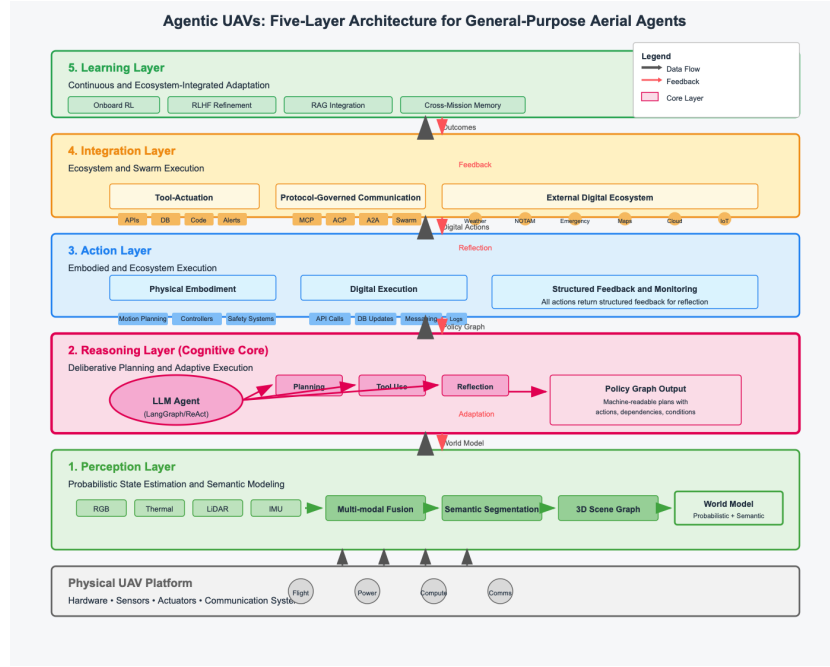 Agentic UAVs: Five-Layer Architecture for General-Purpose Aerial Agents
Legend
Data Flow
Feedback
Core Layer
5. Learning Layer
Continuous and Ecosystem-Integrated Adaptation
Onboard RL
RLHF Refinement
RAG Integration
Cross-Mission Memory
Outcomes
4. Integration Layer
Feedback
Ecosystem and Swarm Execution
Tool-Actuation
Protocol-Governed Communication
External Digital Ecosystem
APIs
DB
Code
Alerts
MCP
ACP
A2A
Swarm
Weather
NOTAM
Emergency
Maps
Cloud
IoT
Digital Actions
3. Action Layer
Reflection
Embodied and Ecosystem Execution
Physical Embodiment
Digital Execution
Structured Feedback and Monitoring
All actions return structured feedback for reflection
Motion Planning
Controllers
Safety Systems
API Calls
DB Updates
Messaging
Logs
Policy Graph
2. Reasoning Layer (Cognitive Core)
Deliberative Planning and Adaptive Execution
LLM Agent
(LangGraph/ReAct)
Planning
Tool Use
Reflection
Policy Graph Output
Machine-readable plans with
actions, dependencies, conditions
Adaptation
World Model
1. Perception Layer
Probabilistic State Estimation and Semantic Modeling
RGB
Thermal
LiDAR
IMU
Multi-modal Fusion
Semantic Segmentation
3D Scene Graph
World Model
Probabilistic + Semantic
Physical UAV Platform
Hardware • Sensors • Actuators • Communication Systems
Flight
Power
Compute
Comms